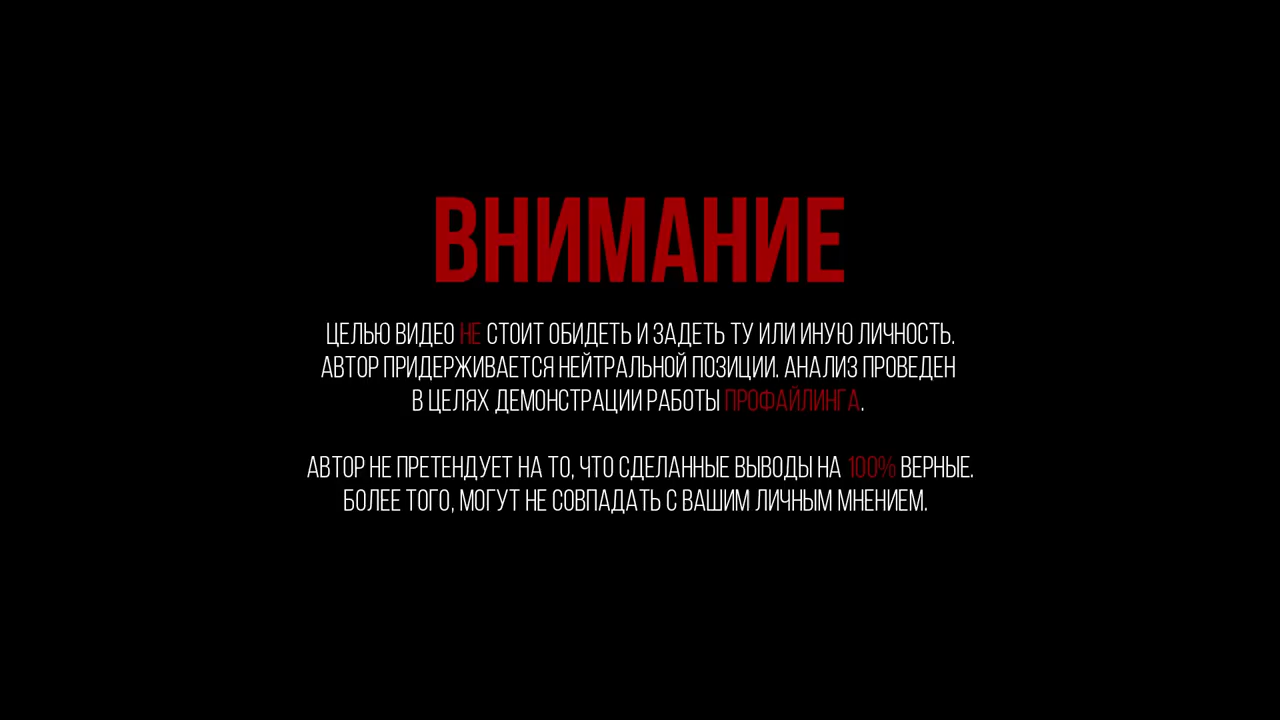 ВНИМАНИЕ
ЦЕЛЬЮ ВИДЕО НЕ СТОИТ ОБИДЕТЬ И ЗАДЕТЬ ТУ ИЛИ ИНУЮ ЛИЧНОСТЬ.
АВТОР ПРИДЕРЖИВАЕТСЯ НЕЙТРАЛЬНОЙ ПОЗИЦИИ. АНАЛИЗ ПРОВЕДЕН
В ЦЕЛЯХ ДЕМОНСТРАЦИИ РАБОТЫ ПРОФАЙЛИНГА.
АВТОР НЕ ПРЕТЕНДУЕТ НА ТО, ЧТО СДЕЛАННЫЕ ВЫВОДЫ НА 100% ВЕРНЫЕ.
БОЛЕЕ ТОГО, МОГУТ НЕ СОВПАДАТЬ С ВАШИМ ЛИЧНЫМ МНЕНИЕМ.